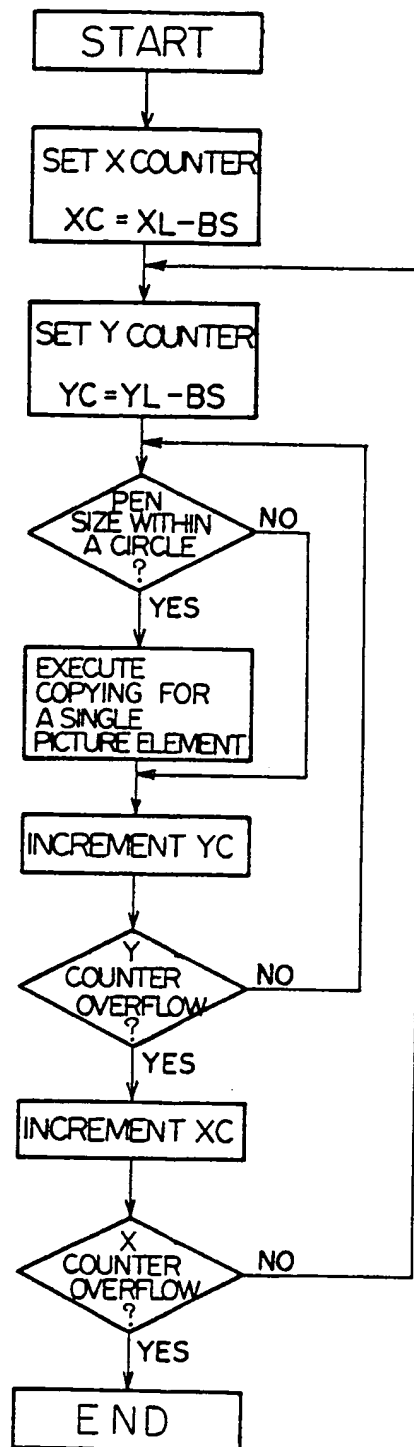 START
SET X COUNTER
XC = XL-BS
SET Y COUNTER
YC = YL-BS
PEN
SIZE WITHIN
A CIRCLE
?
NO
YES
EXECUTE
COPYING FOR
A SINGLE
PICTURE ELEMENT
INCREMENT YC
Y
COUNTER
OVERFLOW
?
NO
YES
INCREMENT XC
X
COUNTER
OVERFLOW
?
NO
YES
END